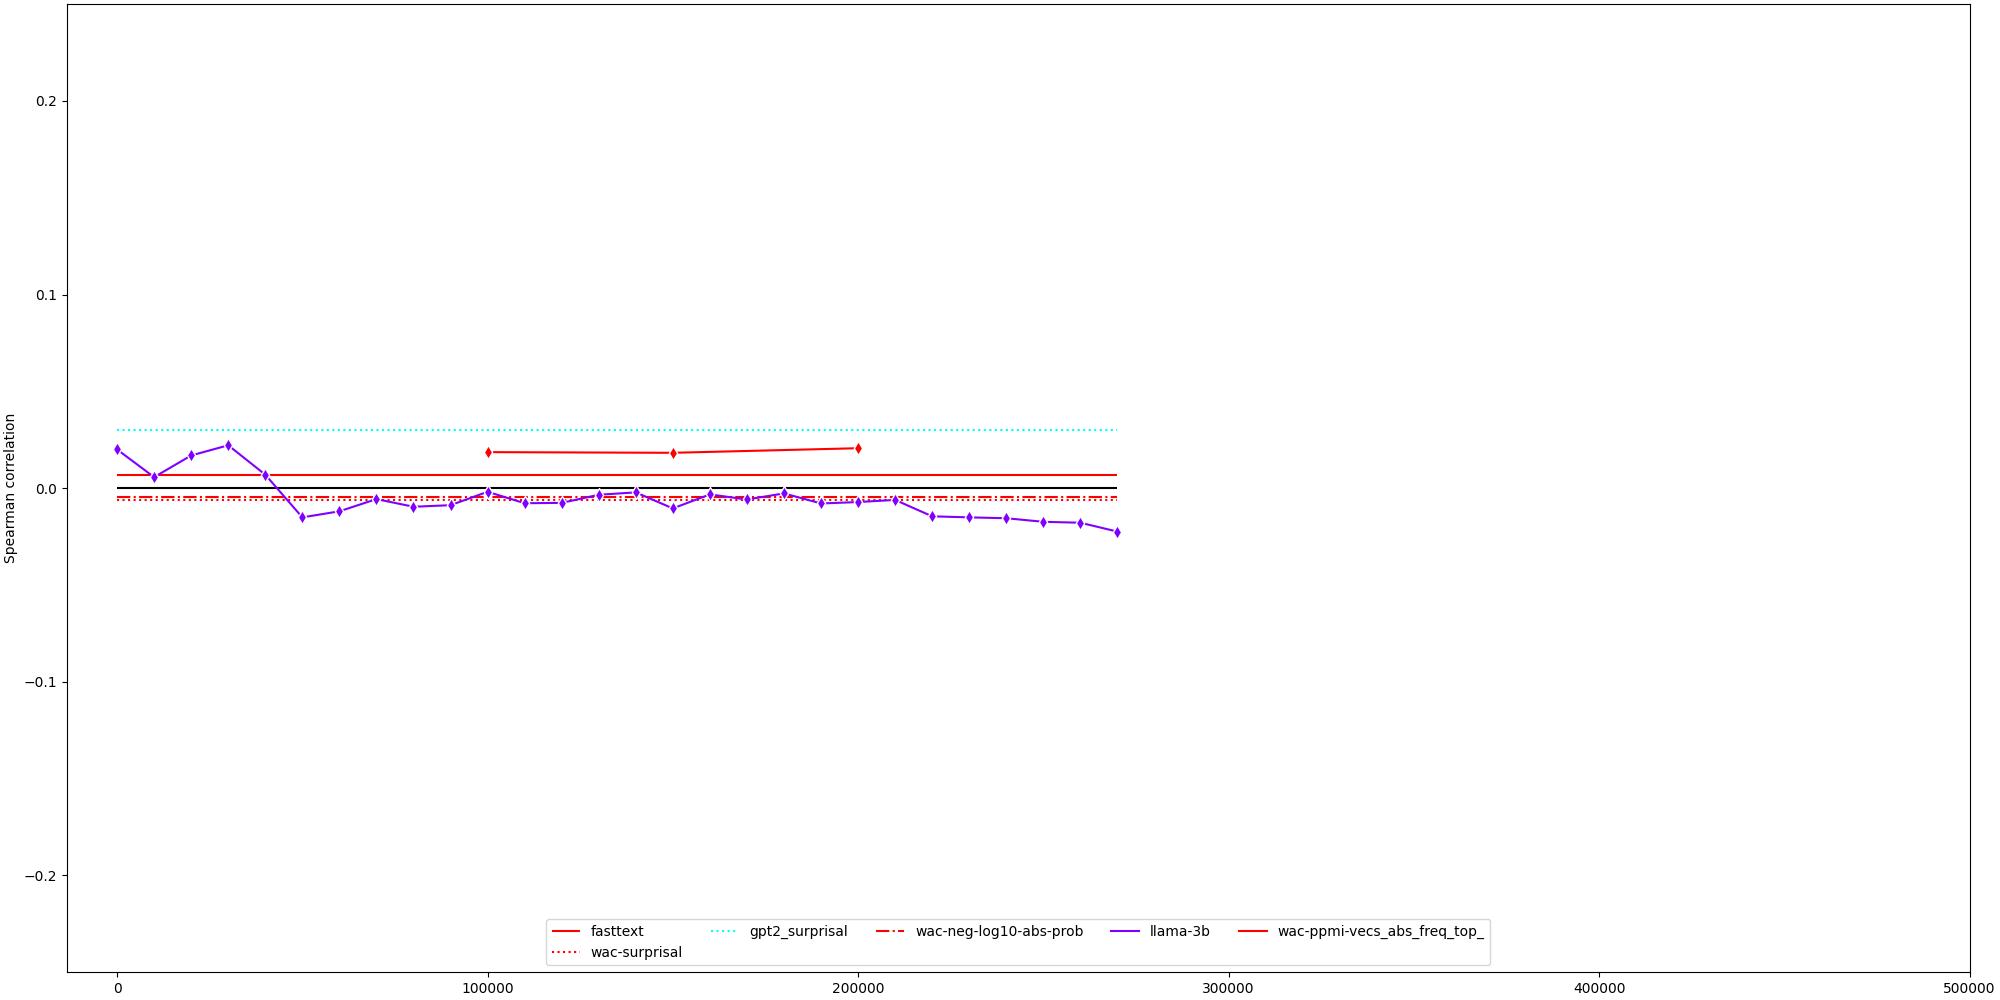 0.2
0.1
0.0
−0.1
−0.2
Spearman correlation
fasttext
wac-surprisal
gpt2_surprisal
wac-neg-log10-abs-prob
llama-3b
wac-ppmi-vecs_abs_freq_top_
0 100000 200000 300000 400000 500000